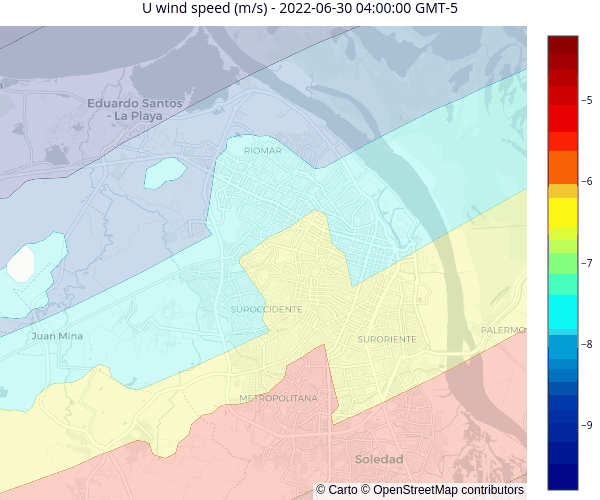 U wind speed (m/s) - 2022-06-30 04:00:00 GMT-5
Eduardo Santos
- La Playa
RIOMAR
−5
−6
−7
SUROCCIDENTE
PALERMO
Juan Mina
SURORIENTE
−8
METROPOLITANA
−9
Soledad
© Carto © OpenStreetMap contributors